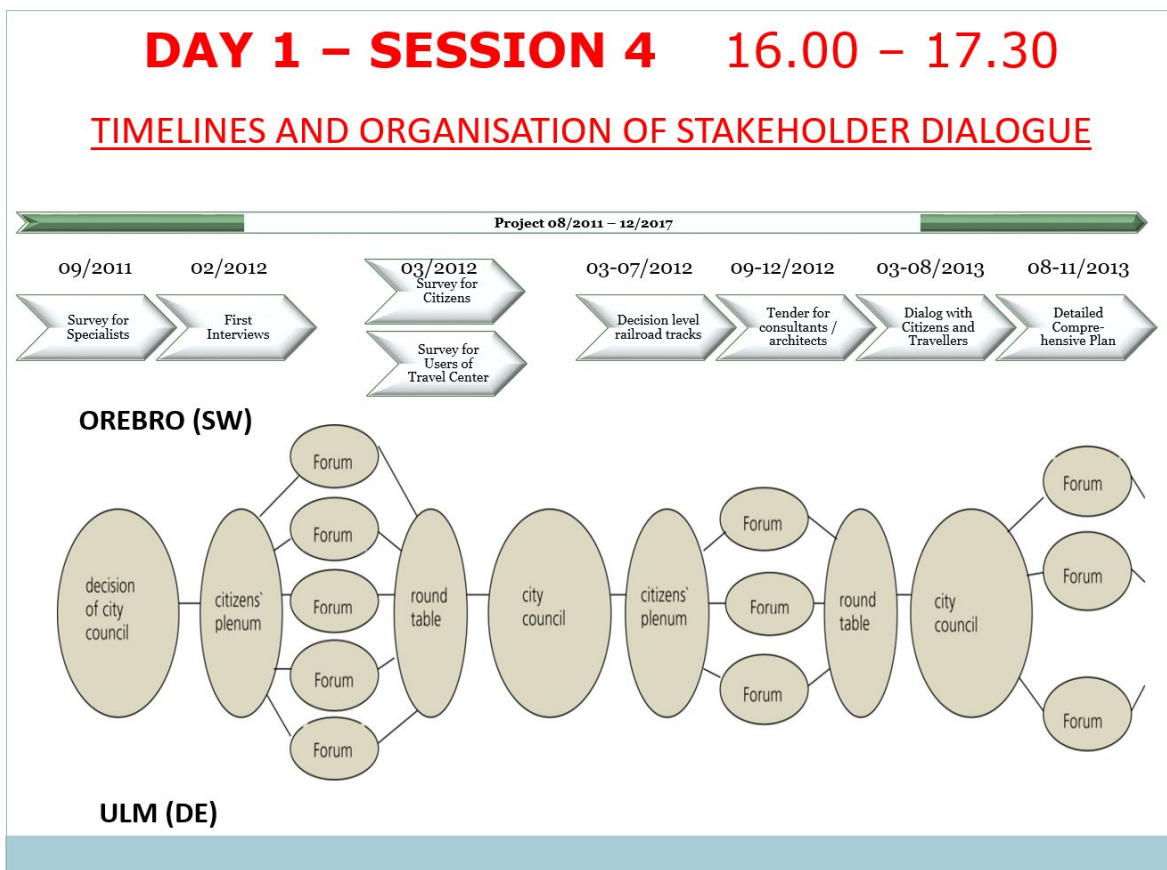 DAY 1 – SESSION 4 16.00 – 17.30
TIMELINES AND ORGANISATION OF STAKEHOLDER DIALOGUE
Project 08/2011 – 12/2017
09/2011
02/2012
03/2012
03-07/2012
09-12/2012
03-08/2013
08-11/2013
Survey for
Specialists
First
Interviews
Survey for
Citizens
Survey for
Users of
Travel Center
Decision level
railroad tracks
Tender for
consultants /
architects
Dialog with
Citizens and
Travellers
Detailed
Compre-
hensive Plan
OREBRO (SW)
decision
of city
council
citizens`
plenum
Forum
Forum
Forum
Forum
Forum
round
table
city
council
citizens`
plenum
Forum
Forum
Forum
round
table
city
council
Forum
Forum
Forum
ULM (DE)